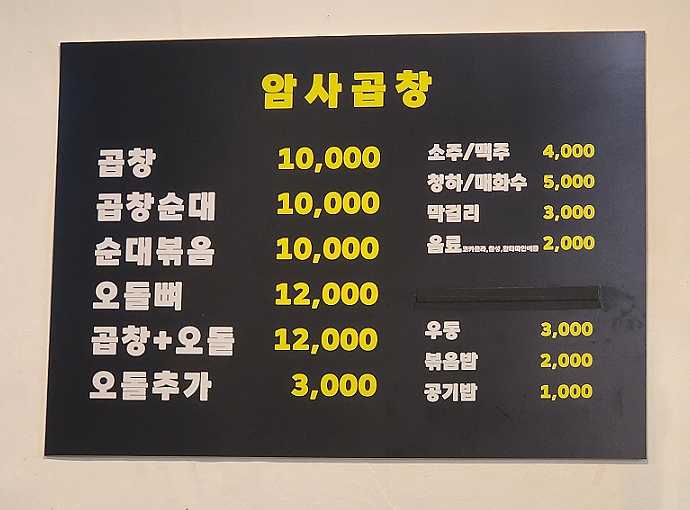 암사곱창
곱창 10,000
곱창순대 10,000
순대볶음 10,000
오돌뼈 12,000
곱창+오돌 12,000
오돌추가 3,000
소주/맥주 4,000
청하/매화수 5,000
막걸리 3,000
음료 2,000
우동 3,000
볶음밥 2,000
공기밥 1,000